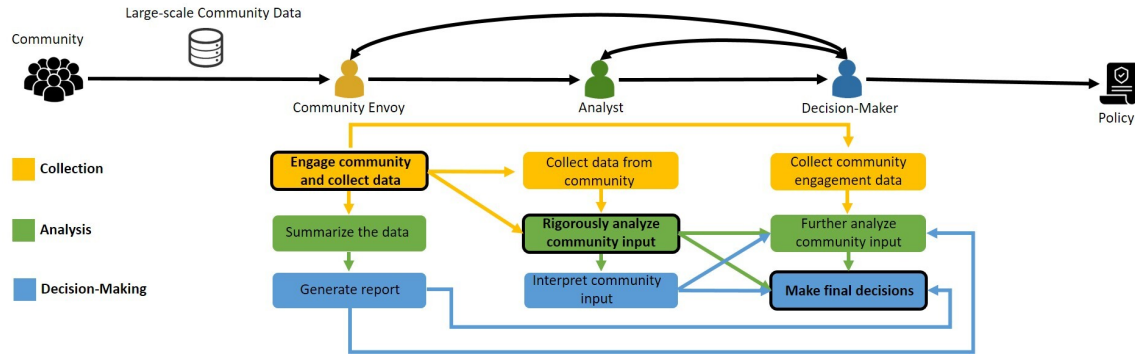 Large-scale Community Data
Community
Community Envoy
Analyst
Decision-Maker
Policy
Collection
Engage community
and collect data
Collect data from
community
Collect community
engagement data
Analysis
Summarize the data
Rigorously analyze
community input
Further analyze
community input
Decision-Making
Generate report
Interpret community
input
Make final decisions